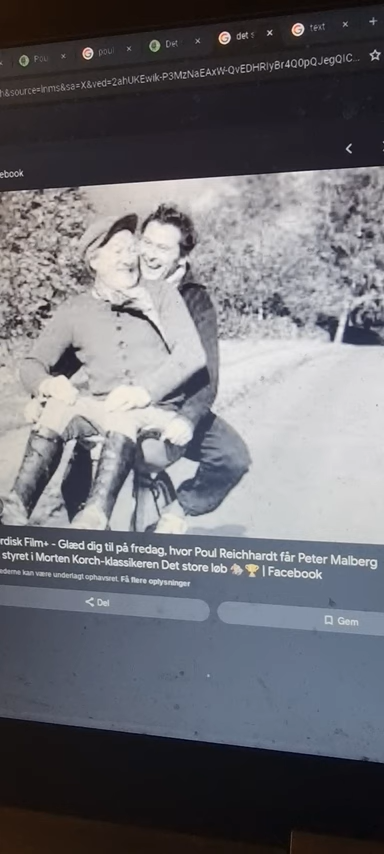 Pou
poul
Det
det s
text
h&source=lnms&sa=X&ved=2ahUKEwik-P3MzNaEAxW-QvEDHRIyBr4Q0pQJegQIC...
ebook
rdisk Film+ - Glæd dig til på fredag, hvor Poul Reichhardt får Peter Malberg
styret i Morten Korch-klassikeren Det store løb 🐎🏆 | Facebook
ederne kan være underlagt ophavsret. Få flere oplysninger
Del
Gem